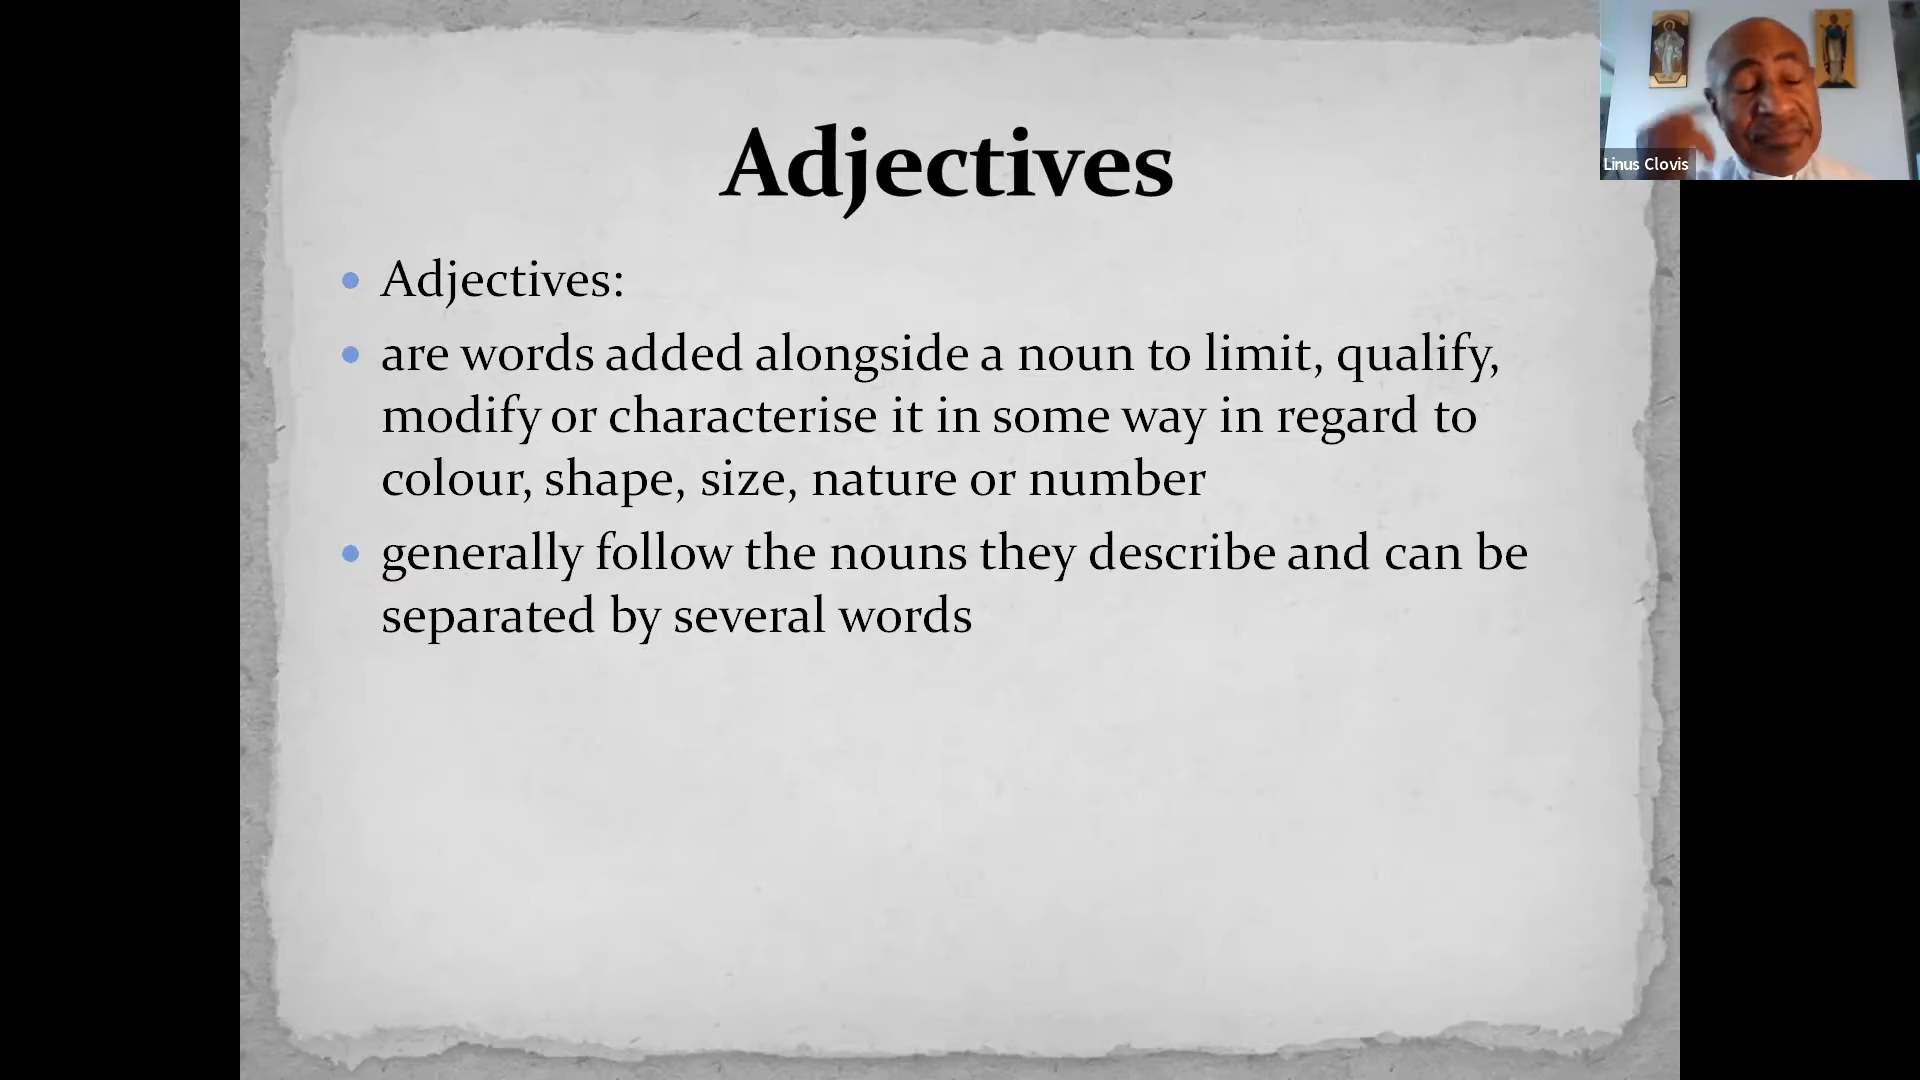 Adjectives
Linus Clovis
• Adjectives:
• are words added alongside a noun to limit, qualify,
modify or characterise it in some way in regard to
colour, shape, size, nature or number
• generally follow the nouns they describe and can be
separated by several words